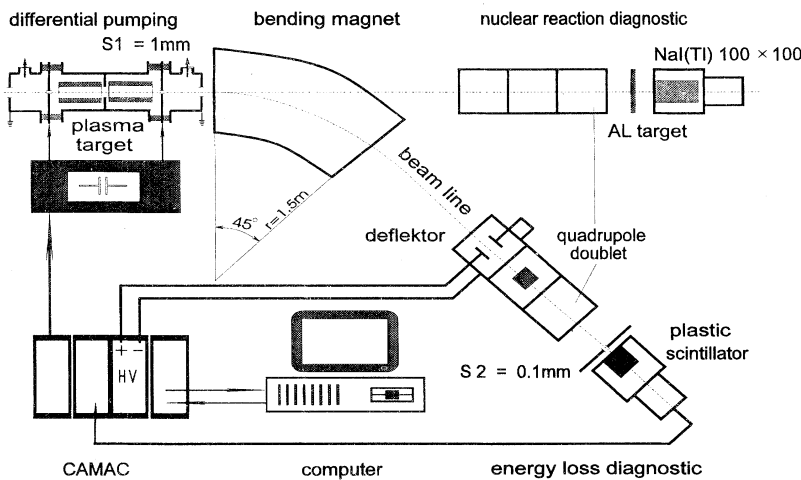 differential pumping
bending magnet
nuclear reaction diagnostic
S1 = 1mm
NaI(Tl) 100 × 100
plasma
target
AL target
beam line
45°
r=1.5m
deflektor
quadrupole
doublet
+ -
HV
plastic
scintillator
S 2 = 0.1mm
CAMAC
computer
energy loss diagnostic